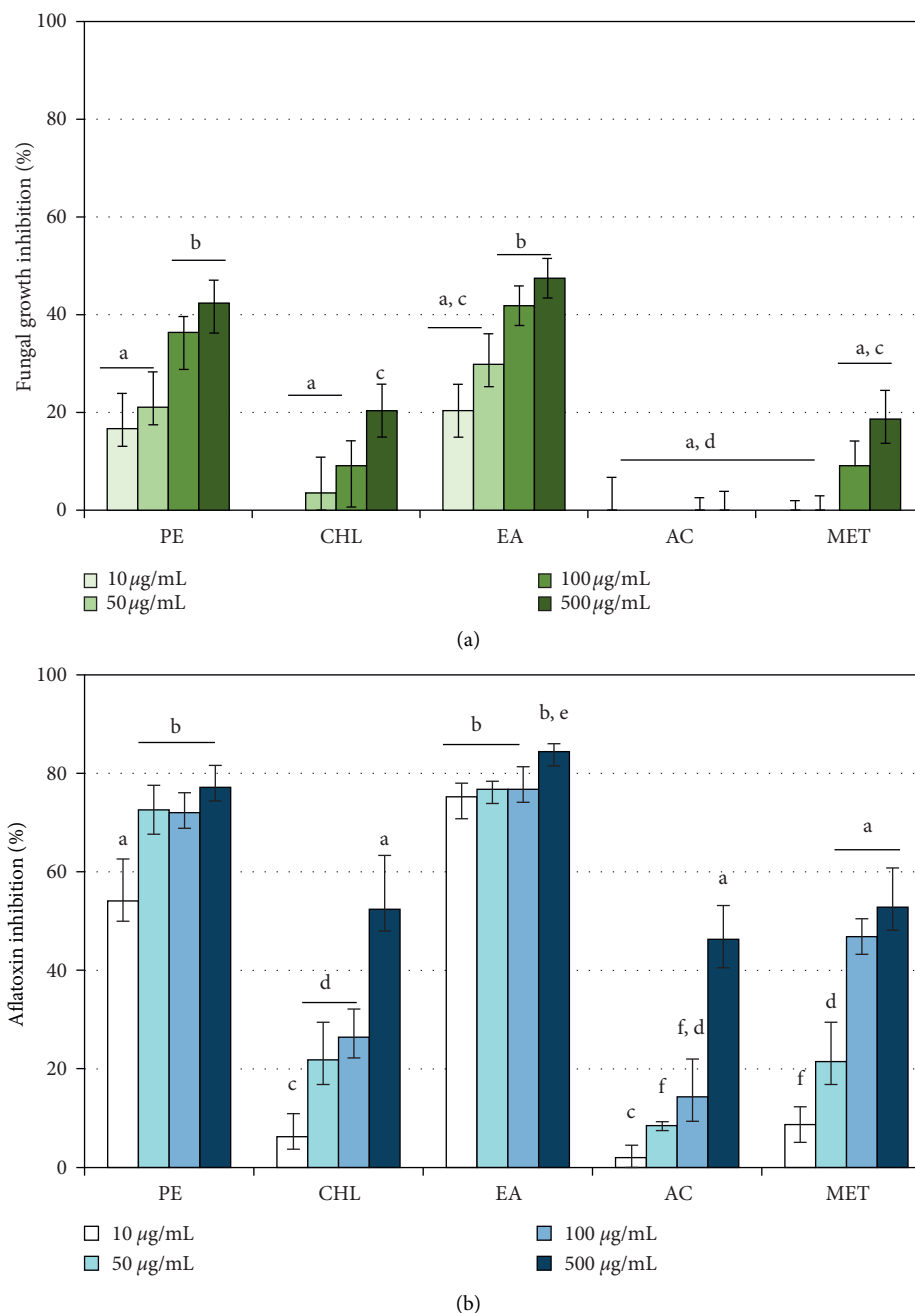 100
80
60
40
20
0
Fungal growth inhibition (%)
b
b
a, c
a
a
c
a, c
a, d
PE CHL EA AC MET
10 µg/mL 100 µg/mL
50 µg/mL 500 µg/mL
(a)
100
80
60
40
20
0
Aflatoxin inhibition (%)
b
b
b, e
a
a
a
a
d
f, d
d
c
c
f
f
PE CHL EA AC MET
10 µg/mL 100 µg/mL
50 µg/mL 500 µg/mL
(b)